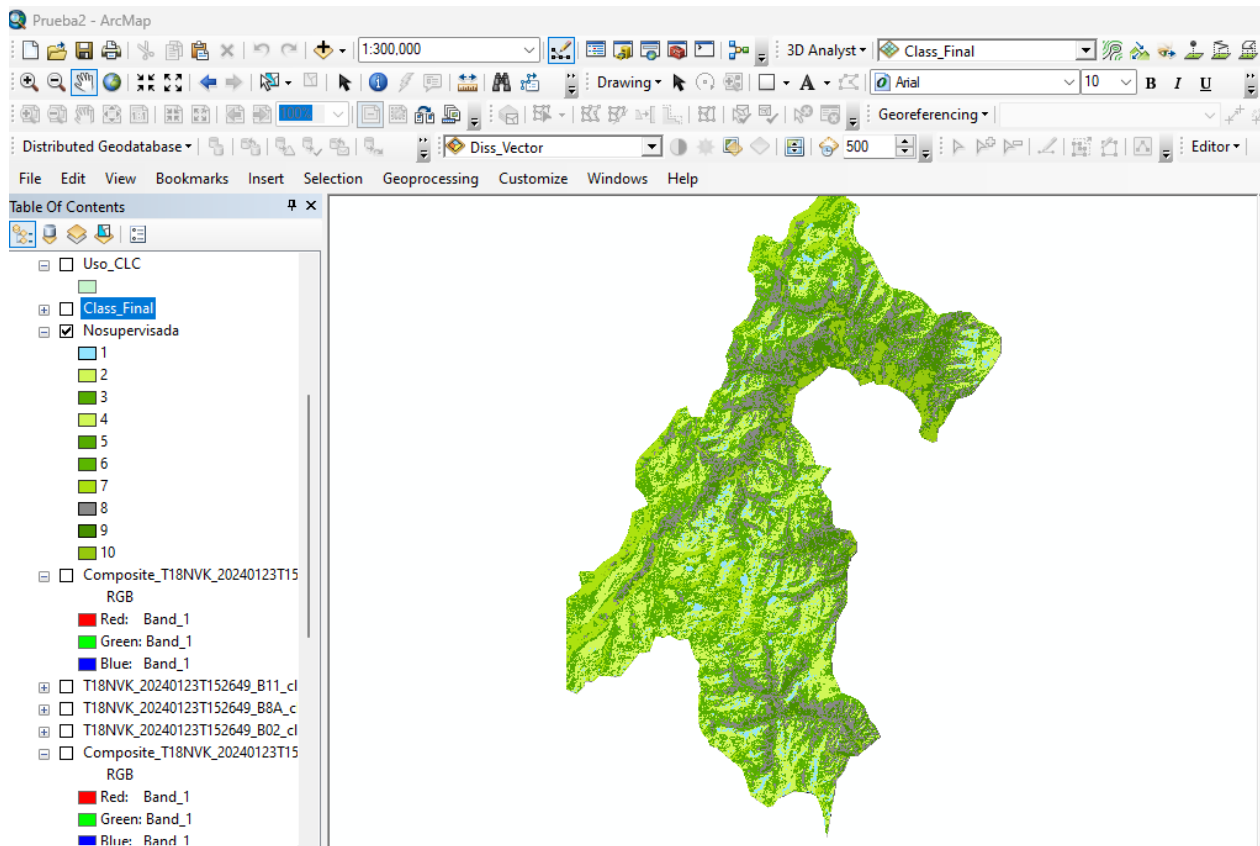 Prueba2 - ArcMap
1:300,000 3D Analyst Class_Final
Drawing A Arial 10 B I U
100% Georeferencing
Distributed Geodatabase Diss_Vector 500 Editor
File Edit View Bookmarks Insert Selection Geoprocessing Customize Windows Help
Table Of Contents
Uso_CLC
Class_Final
Nosupervisada
1
2
3
4
5
6
7
8
9
10
Composite_T18NVK_20240123T15
RGB
Red: Band_1
Green: Band_1
Blue: Band_1
T18NVK_20240123T152649_B11_cl
T18NVK_20240123T152649_B8A_c
T18NVK_20240123T152649_B02_cl
Composite_T18NVK_20240123T15
RGB
Red: Band_1
Green: Band_1
Blue: Band_1